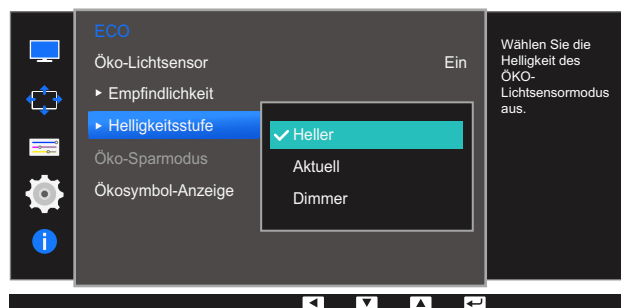 ECO
Öko-Lichtsensor Ein
▸ Empfindlichkeit
▸ Helligkeitsstufe
Öko-Sparmodus
Ökosymbol-Anzeige
Heller
Aktuell
Dimmer
Wählen Sie die
Helligkeit des
ÖKO-
Lichtsensormodus
aus.